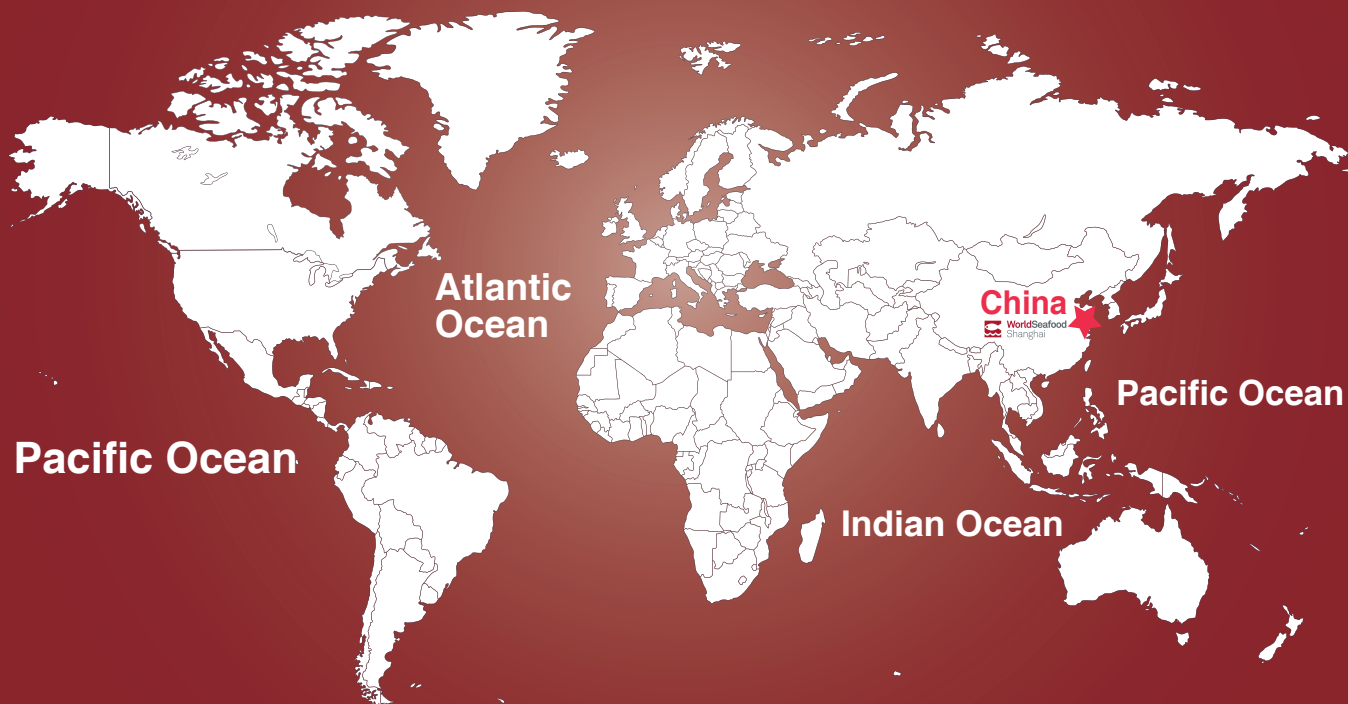 Atlantic
Ocean
China
WorldSeafood
Shanghai
Pacific Ocean
Pacific Ocean
Indian Ocean